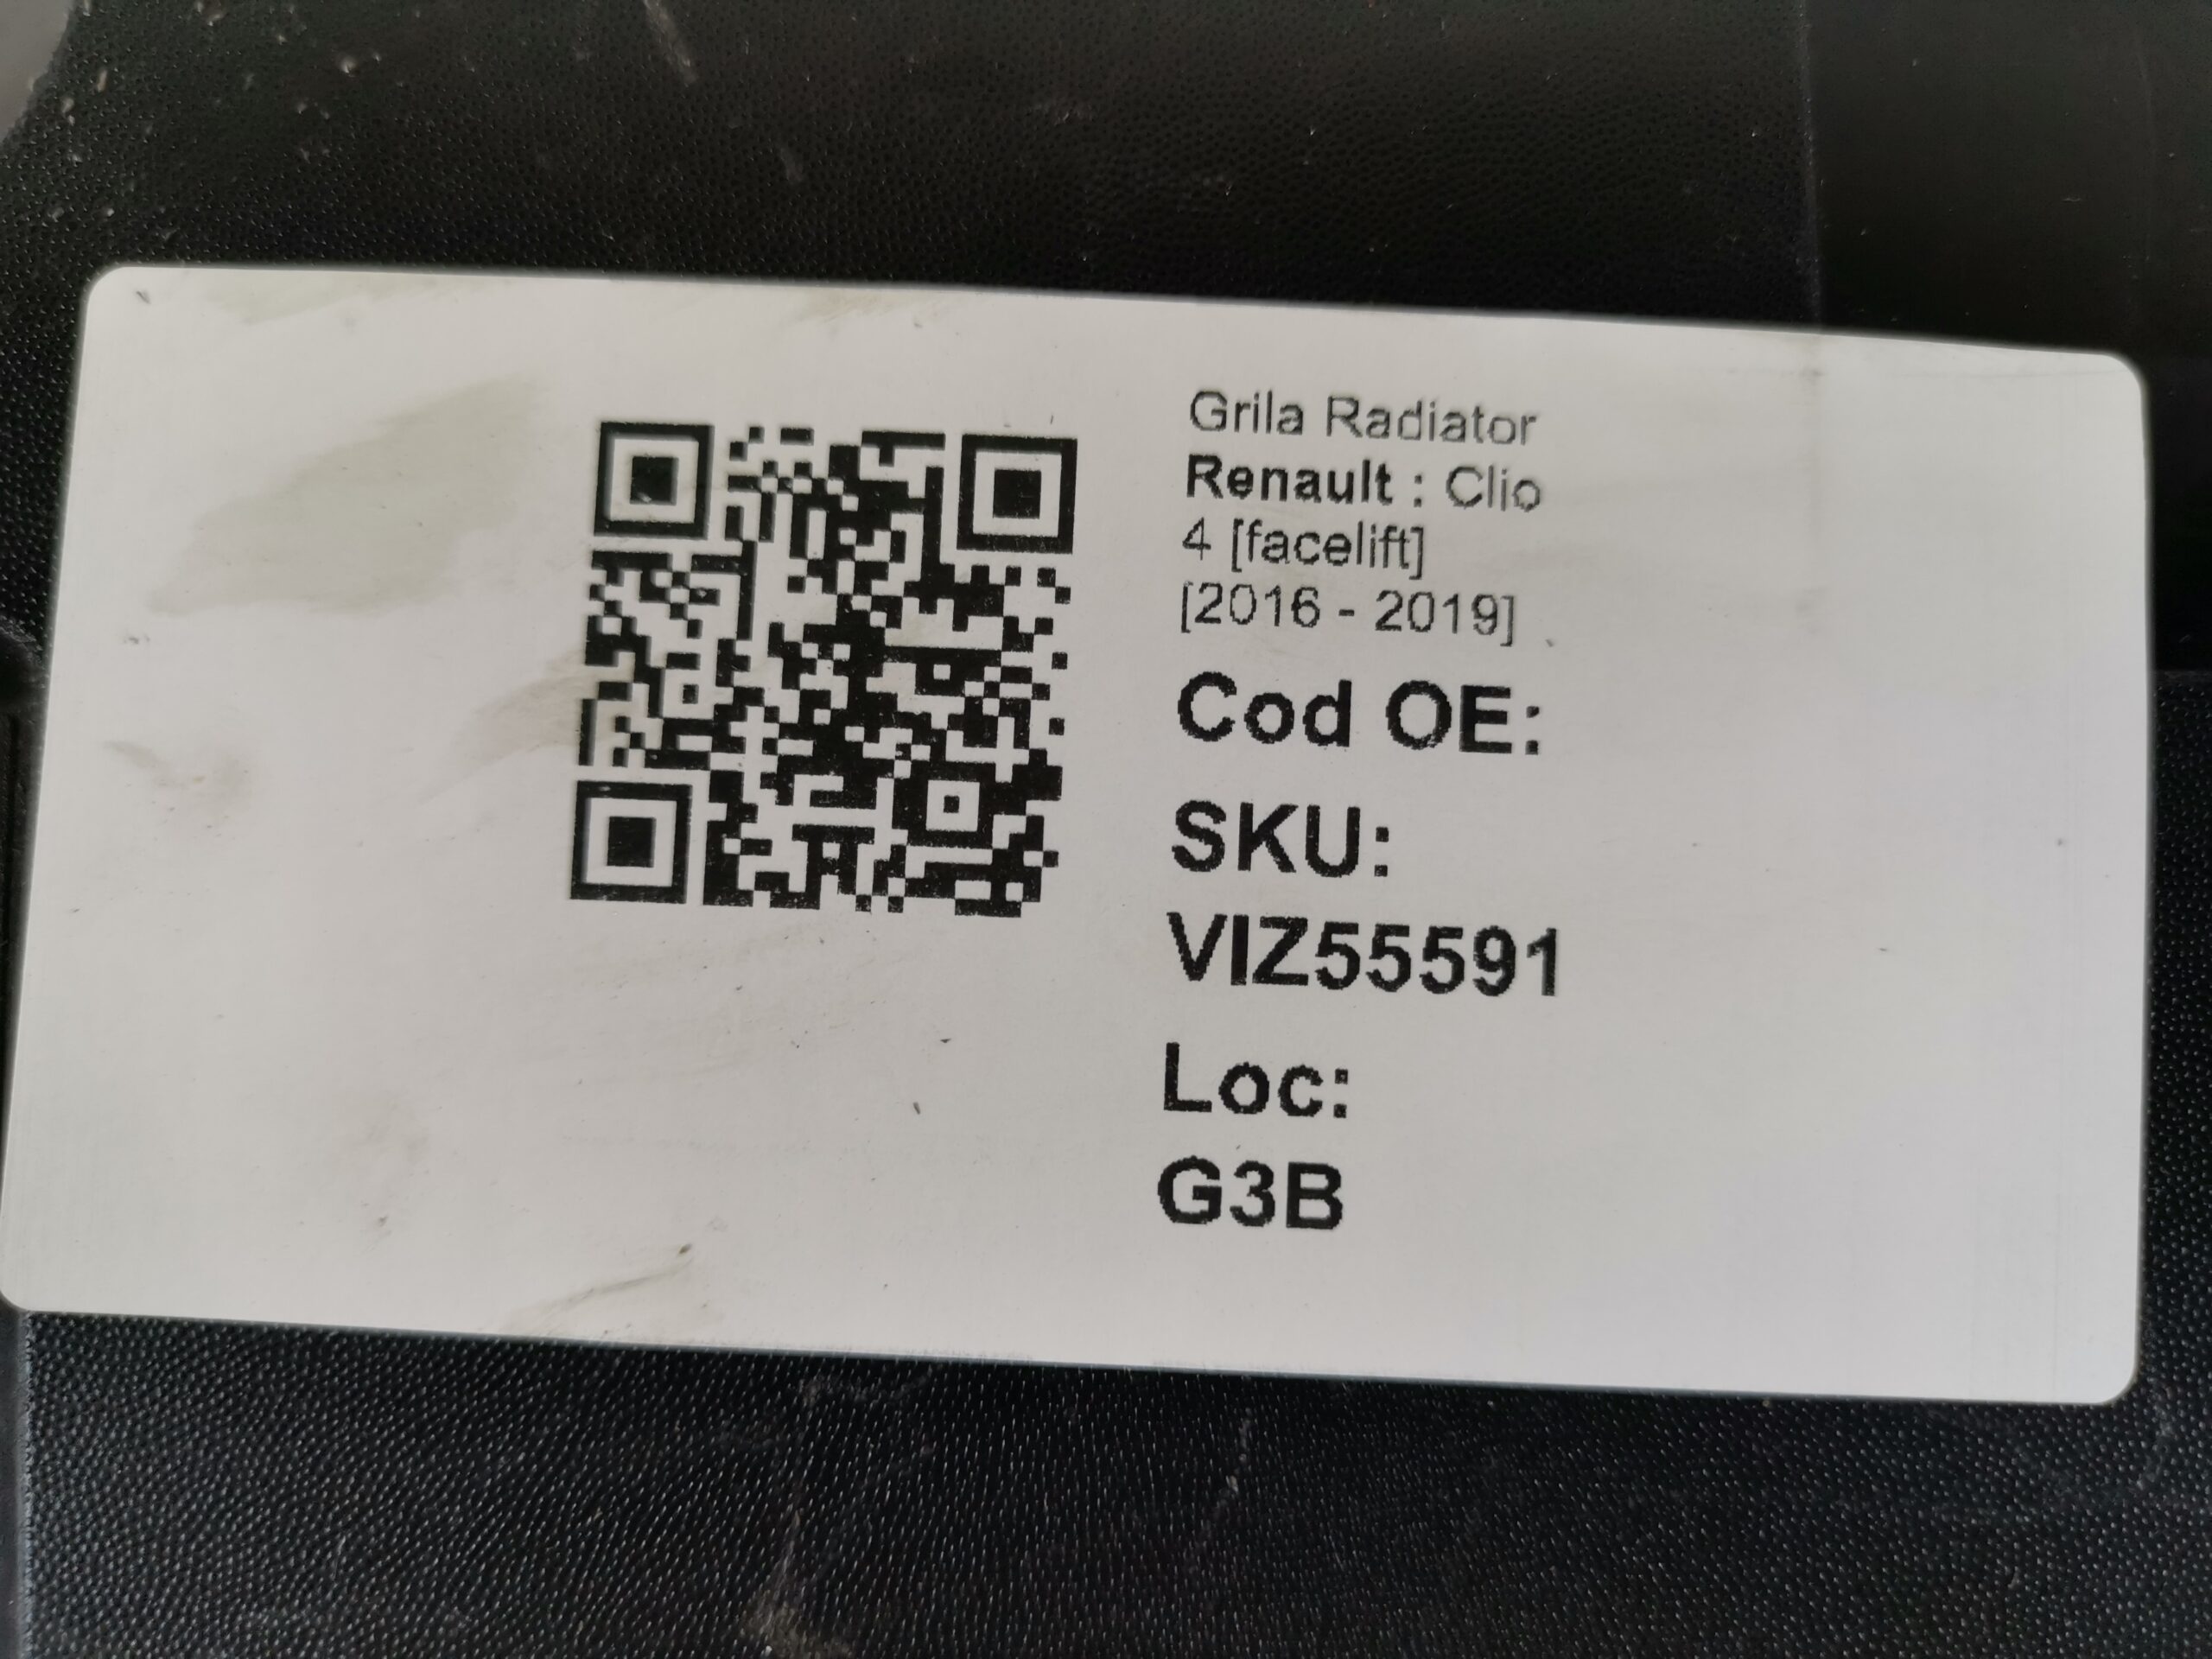 Grila Radiator
Renault : Clio
4 [facelift]
[2016 - 2019]
Cod OE:
SKU:
VIZ55591
Loc:
G3B